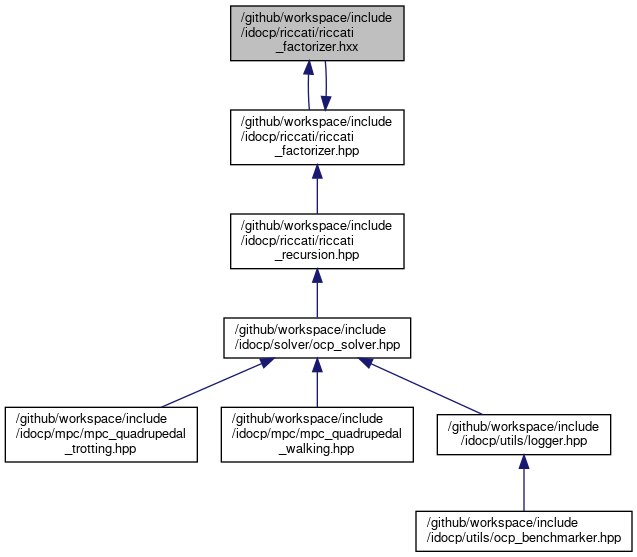 /github/workspace/include
/idocp/riccati/riccati
_factorizer.hxx
/github/workspace/include
/idocp/riccati/riccati
_factorizer.hpp
/github/workspace/include
/idocp/riccati/riccati
_recursion.hpp
/github/workspace/include
/idocp/solver/ocp_solver.hpp
/github/workspace/include
/idocp/mpc/mpc_quadrupedal
_trotting.hpp
/github/workspace/include
/idocp/mpc/mpc_quadrupedal
_walking.hpp
/github/workspace/include
/idocp/utils/logger.hpp
/github/workspace/include
/idocp/utils/ocp_benchmarker.hpp